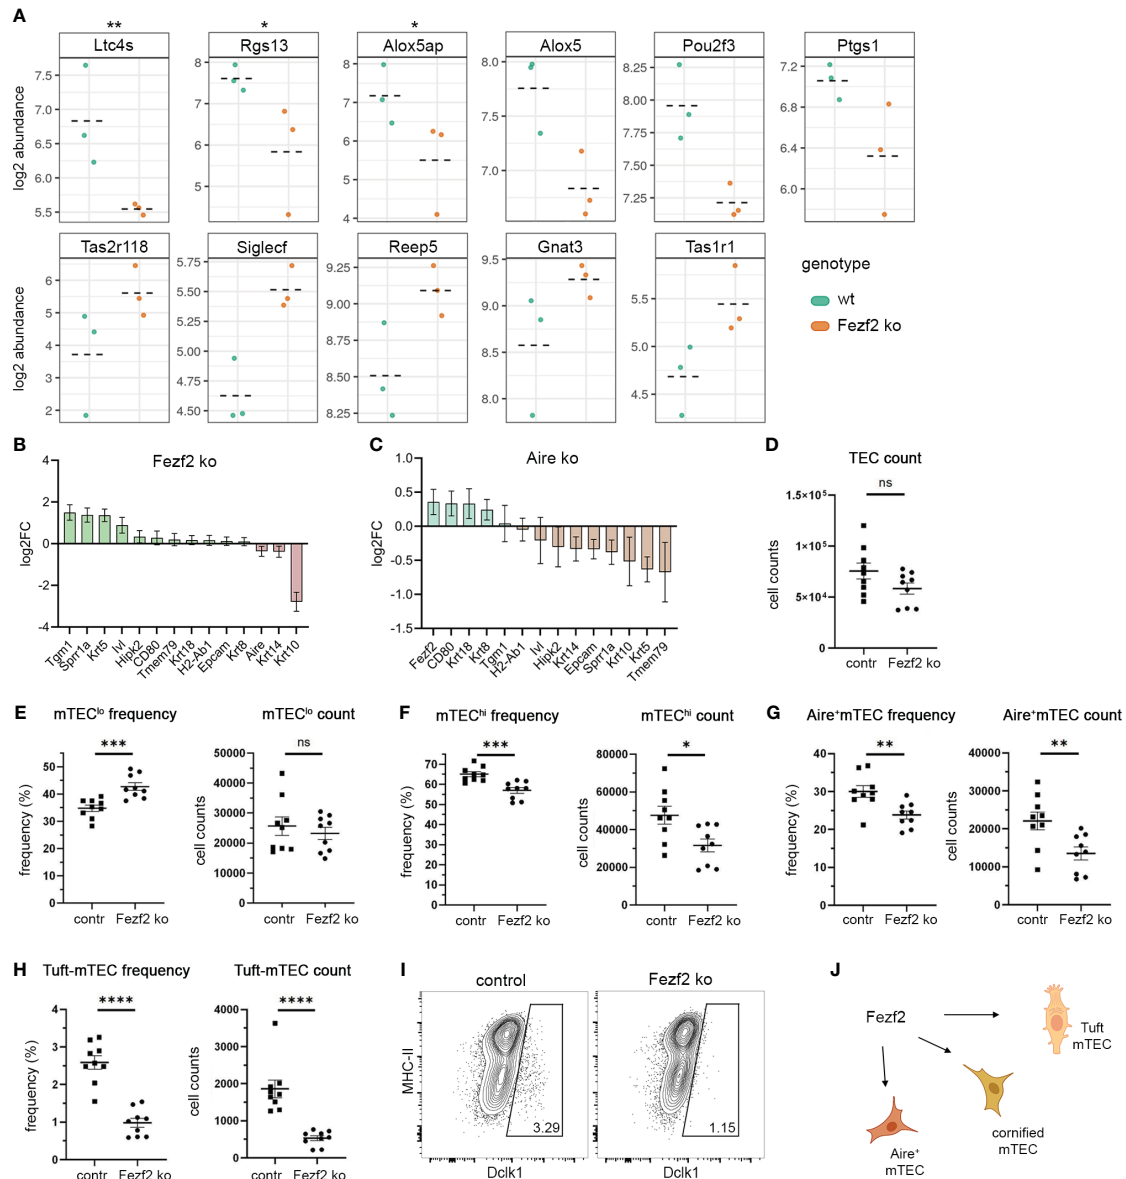 A
** * *
Ltc4s Rgs13 Alox5ap Alox5 Pou2f3 Ptgs1
log2 abundance
7.5 7.0 6.5 6.0 5.5
8 7 6 5
8 7 6 5 4
8.0 7.5 7.0
8.25 8.00 7.75 7.50 7.25
7.2 6.8 6.4 6.0
Tas2r118 Siglecf Reep5 Gnat3 Tas1r1
log2 abundance
6 5 4 3 2
5.75 5.50 5.25 5.00 4.75 4.50
9.25 9.00 8.75 8.50 8.25
9.5 9.0 8.5 8.0
5.5 5.0 4.5
genotype
wt
Fezf2 ko
B
Fezf2 ko
log2FC
4 2 0 -2 -4
Tgm1 Sprr1a Krt5 Ivl Hipk2 CD80 Tmem79 Krt18 H2-Ab1 Epcam Krt8 Aire Krt14 Krt10
C
Aire ko
log2FC
1.0 0.5 0.0 -0.5 -1.0 -1.5
Fezf2 CD80 Krt18 Krt8 Tgm1 H2-Ab1 Ivl Hipk2 Krt14 Epcam Sprr1a Krt10 Krt5 Tmem79
D
TEC count
ns
cell counts
1.5×10⁵ 1×10⁵ 5×10⁴ 0
contr Fezf2 ko
E
mTECˡᵒ frequency
***
frequency (%)
50 40 30 20 10 0
contr Fezf2 ko
mTECˡᵒ count
ns
cell counts
50000 40000 30000 20000 10000 0
contr Fezf2 ko
F
mTECʰⁱ frequency
***
frequency (%)
70 60 50 40 30 20 10 0
contr Fezf2 ko
mTECʰⁱ count
*
cell counts
80000 60000 40000 20000 0
contr Fezf2 ko
G
Aire⁺mTEC frequency
**
frequency (%)
40 30 20 10 0
contr Fezf2 ko
Aire⁺mTEC count
**
cell counts
40000 30000 20000 10000 0
contr Fezf2 ko
H
Tuft-mTEC frequency
****
frequency (%)
4 3 2 1 0
contr Fezf2 ko
Tuft-mTEC count
****
cell counts
4000 3000 2000 1000 0
contr Fezf2 ko
I
control Fezf2 ko
MHC-II
3.29 1.15
Dclk1 Dclk1
J
Fezf2
Tuft
mTEC
cornified
mTEC
Aire⁺
mTEC